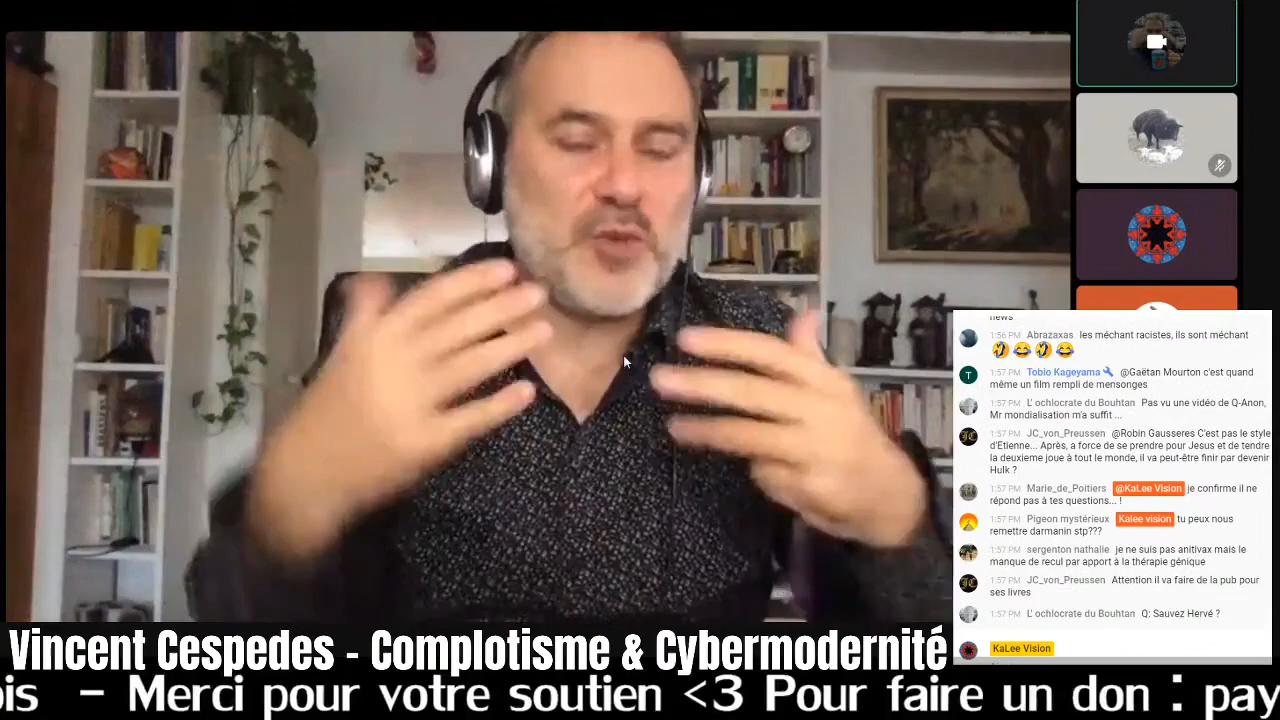 news
1:56 PM Abrazaxas les méchant racistes, ils sont méchant
1:57 PM Tobio Kageyama @Gaëtan Mourton c'est quand
même un film rempli de mensonges
1:57 PM L' ochlocrate du Bouhtan Pas vu une vidéo de Q-Anon,
Mr mondialisation m'a suffit ...
1:57 PM JC_von_Preussen @Robin Gausseres C'est pas le style
d'Etienne... Après, a force de se prendre pour Jesus et de tendre
la deuxieme joue à tout le monde, il va peut-être finir par devenir
Hulk ?
1:57 PM Marie_de_Poitiers @KaLee Vision je confirme il ne
répond pas à tes questions... !
1:57 PM Pigeon mystérieux Kalee vision tu peux nous
remettre darmanin stp???
1:57 PM sergenton nathalie je ne suis pas anitivax mais le
manque de recul par apport à la thérapie génique
1:57 PM JC_von_Preussen Attention il va faire de la pub pour
ses livres
1:57 PM L' ochlocrate du Bouhtan Q; Sauvez Hervé ?
KaLee Vision
T
Vincent Cespedes - Complotisme & Cybermodernité
ois – Merci pour votre soutien <3 Pour faire un don : pay